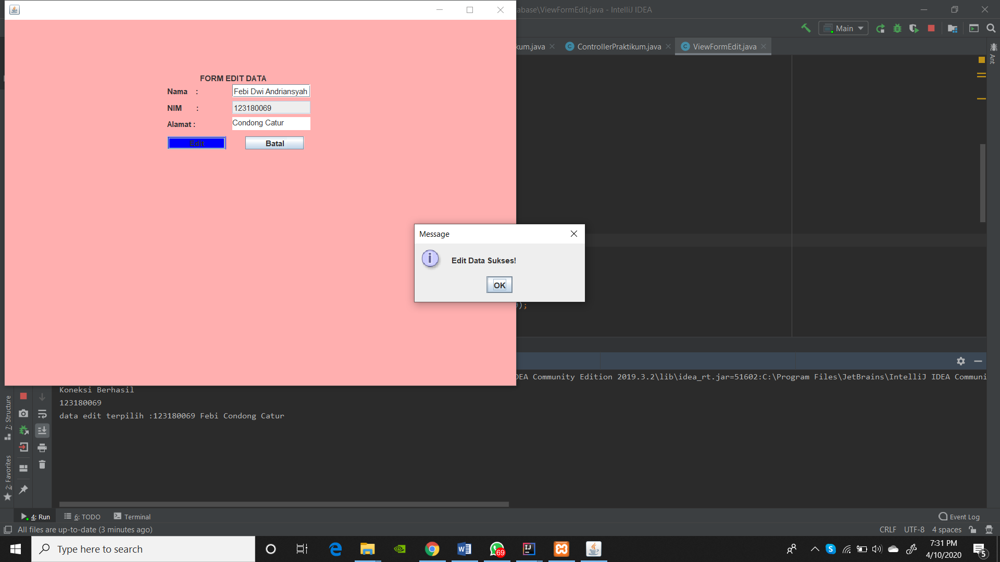 abase\ViewFormEdit.java - IntelliJ IDEA
Main
kum.java
ControllerPraktikum.java
ViewFormEdit.java
Ant
FORM EDIT DATA
Nama :
Febi Dwi Andriansyah
NIM :
123180069
Alamat :
Condong Catur
Edit
Batal
Message
Edit Data Sukses!
OK
);
DEA Community Edition 2019.3.2\lib\idea_rt.jar=51602:C:\Program Files\JetBrains\IntelliJ IDEA Communi
Koneksi Berhasil
123180069
data edit terpilih :123180069 Febi Condong Catur
7: Structure
2: Favorites
4: Run
6: TODO
Terminal
Event Log
All files are up-to-date (3 minutes ago)
CRLF
UTF-8
4 spaces
Type here to search
69
7:31 PM
4/10/2020
5